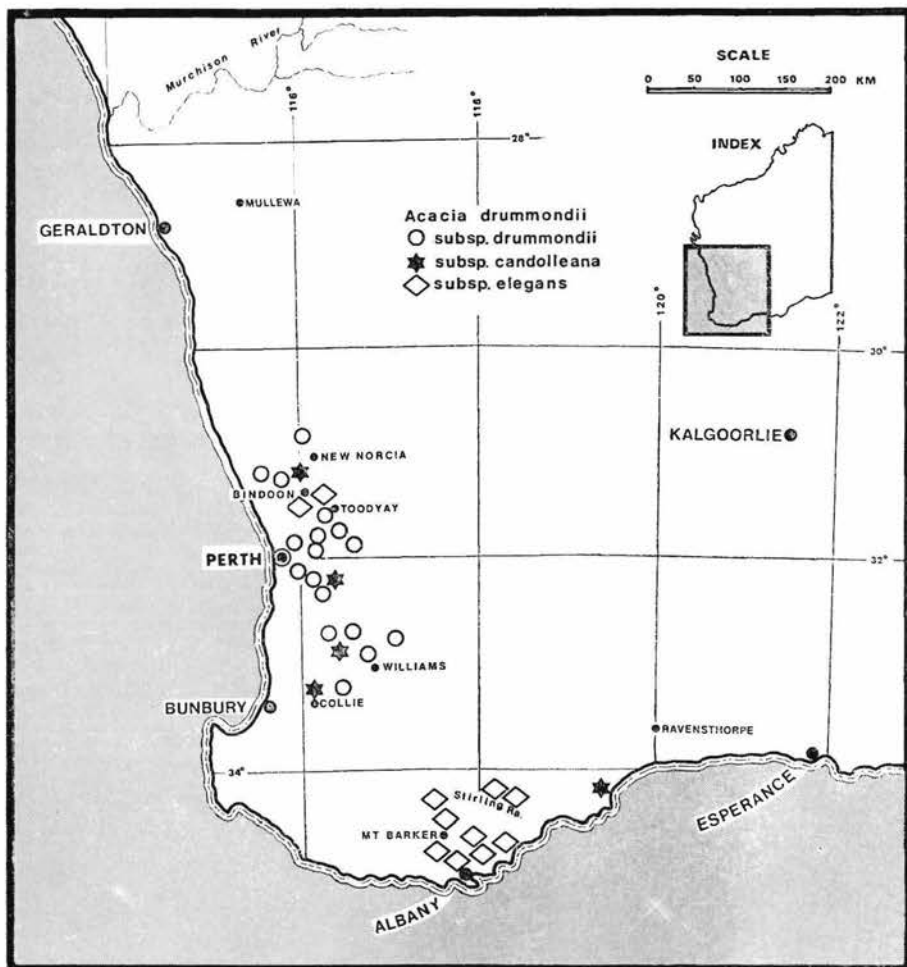 Murchison River
SCALE
0 50 100 150 200 KM
116°
118°
28°
INDEX
MULLEWA
GERALDTON
Acacia drummondii
subsp. drummondii
subsp. candolleana
subsp. elegans
120°
122°
30°
KALGOORLIE
NEW NORCIA
BINDOON
TOODYAY
PERTH
32°
WILLIAMS
BUNBURY
COLLIE
RAVENSTHORPE
34°
Stirling Ra.
ESPERANCE
MT BARKER
ALBANY